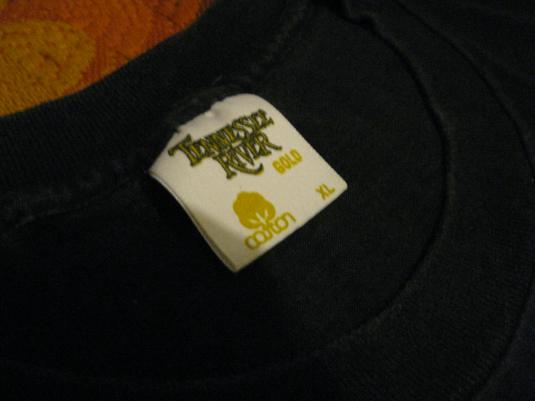 TENNESSEE
RIVER
GOLD
XL
cotton